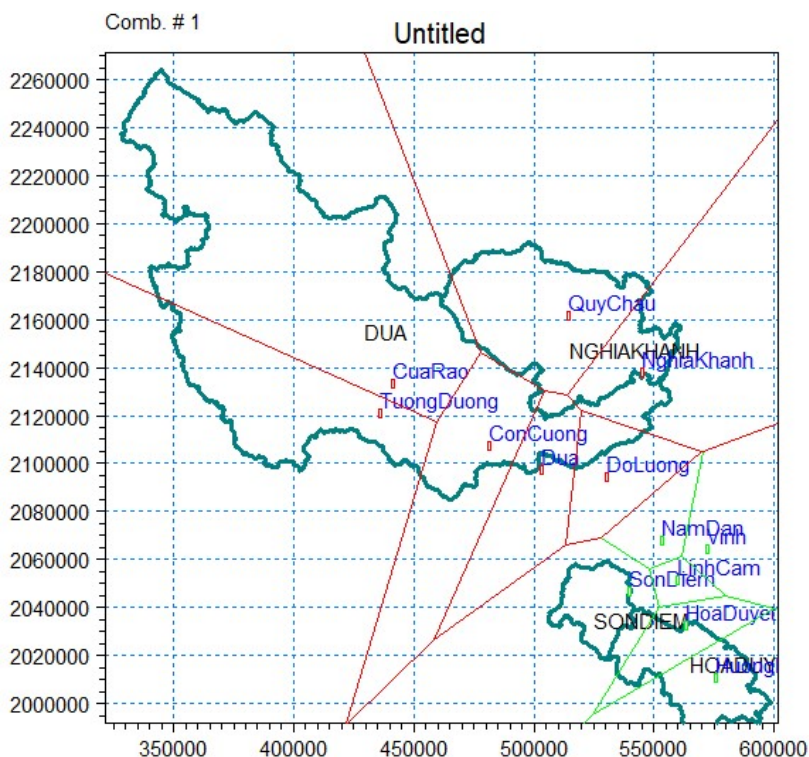 Comb. # 1
Untitled
2260000
2240000
2220000
2200000
2180000
2160000
2140000
2120000
2100000
2080000
2060000
2040000
2020000
2000000
QuyChau
DUA
NGHIAKHANH
NghiaKhanh
CuaRao
TuongDuong
ConCuong
Dua
DoLuong
NamDan
Vinh
LinhCam
SonDiem
SONDIEM
HoaDuyet
350000
400000
450000
500000
550000
600000